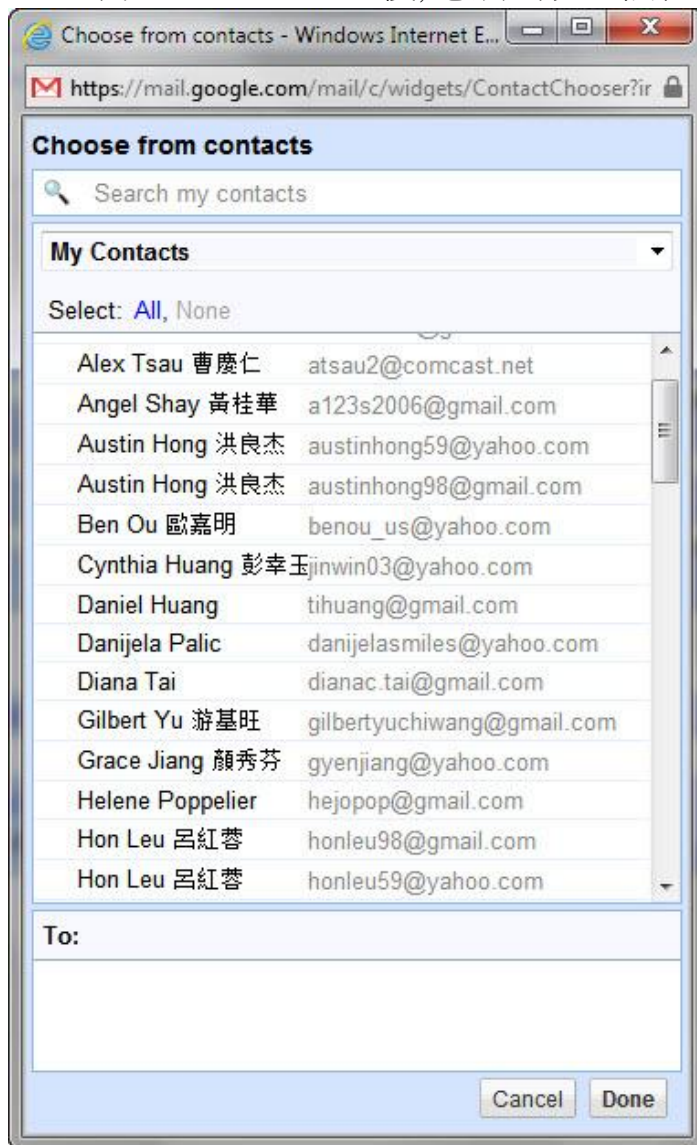 Choose from contacts - Windows Internet E...
https://mail.google.com/mail/c/widgets/ContactChooser?ir
Choose from contacts
Search my contacts
My Contacts
Select: All, None
Alex Tsau 曹慶仁 atsau2@comcast.net
Angel Shay 黃桂華 a123s2006@gmail.com
Austin Hong 洪良杰 austinhong59@yahoo.com
Austin Hong 洪良杰 austinhong98@gmail.com
Ben Ou 歐嘉明 benou_us@yahoo.com
Cynthia Huang 彭幸玉 jinwin03@yahoo.com
Daniel Huang tihuang@gmail.com
Danijela Palic danijelasmiles@yahoo.com
Diana Tai dianac.tai@gmail.com
Gilbert Yu 游基旺 gilbertyuchiwang@gmail.com
Grace Jiang 顏秀芬 gyenjiang@yahoo.com
Helene Poppelier hejopop@gmail.com
Hon Leu 呂紅蓉 honleu98@gmail.com
Hon Leu 呂紅蓉 honleu59@yahoo.com
To:
Cancel Done